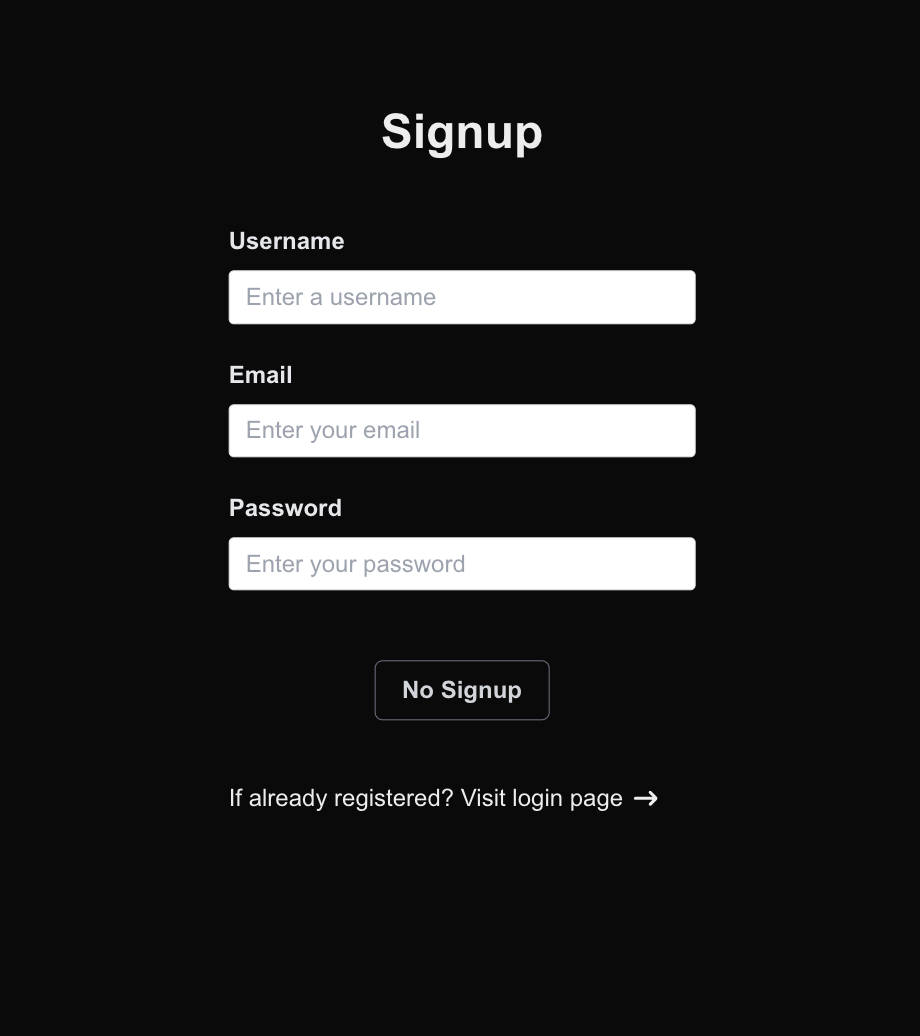 Signup
Username
Enter a username
Email
Enter your email
Password
Enter your password
No Signup
If already registered? Visit login page →